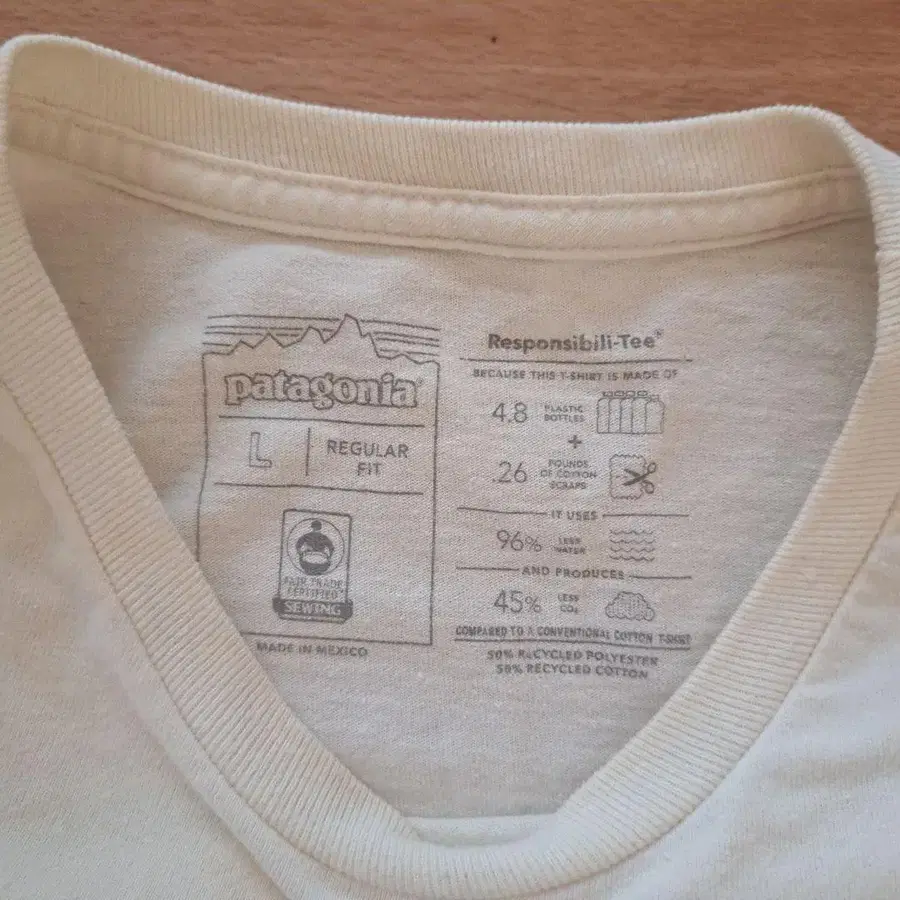 patagonia®
L
REGULAR
FIT
FAIR TRADE
CERTIFIED™
SEWING
MADE IN MEXICO
Responsibili-Tee®
BECAUSE THIS T-SHIRT IS MADE OF
4.8 PLASTIC
BOTTLES
+
.26 POUNDS
OF COTTON
SCRAPS
IT USES
96% LESS
WATER
AND PRODUCES
45% LESS
CO₂
COMPARED TO A CONVENTIONAL COTTON T-SHIRT
50% RECYCLED POLYESTER
50% RECYCLED COTTON